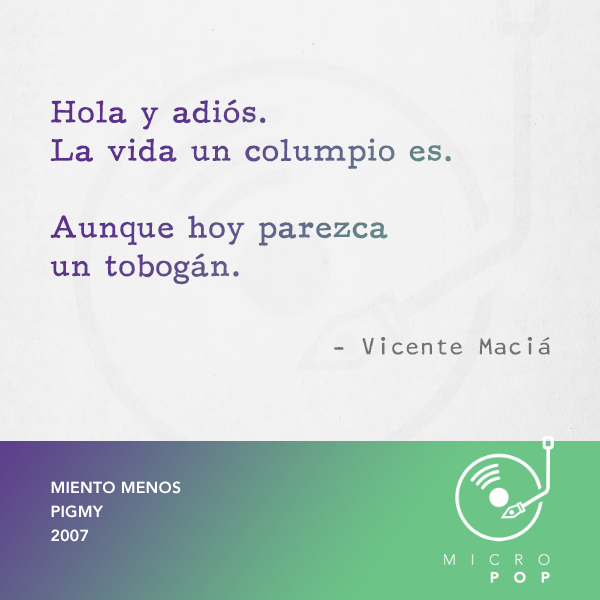 Hola y adiós.
La vida un columpio es.
Aunque hoy parezca
un tobogán.
- Vicente Maciá
MIENTO MENOS
PIGMY
2007
MICRO
POP